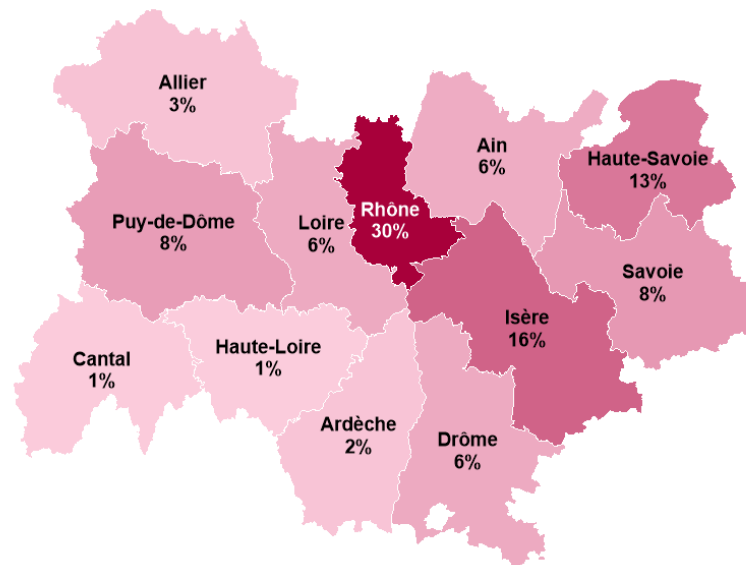 Allier
3%
Ain
6%
Haute-Savoie
13%
Rhône
30%
Puy-de-Dôme
8%
Loire
6%
Savoie
8%
Isère
16%
Haute-Loire
1%
Cantal
1%
Ardèche
2%
Drôme
6%